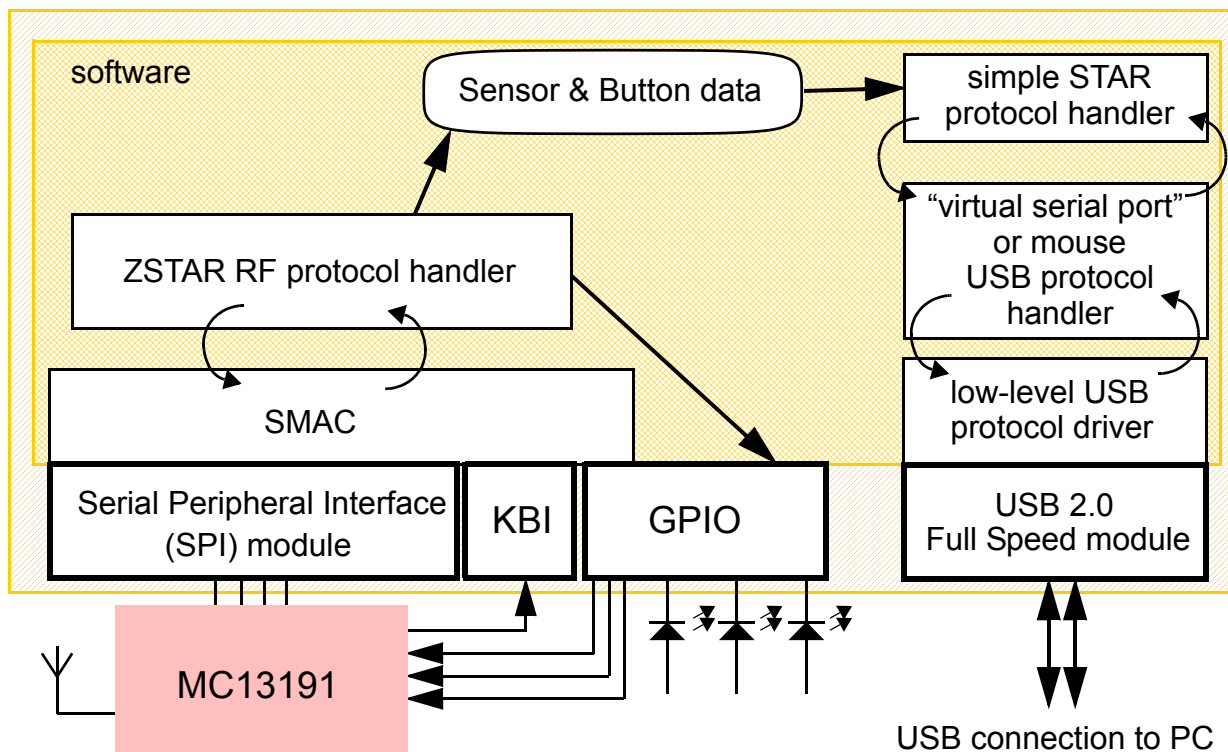 software
Sensor & Button data
simple STAR
protocol handler
“virtual serial port”
or mouse
USB protocol
handler
ZSTAR RF protocol handler
low-level USB
protocol driver
SMAC
Serial Peripheral Interface
(SPI) module
KBI
GPIO
USB 2.0
Full Speed module
MC13191
USB connection to PC